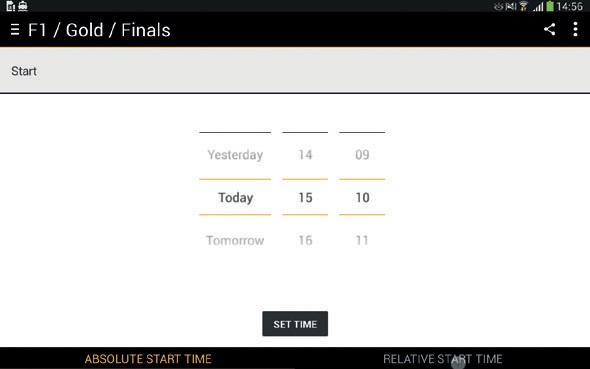 14:56
F1 / Gold / Finals
Start
Yesterday 14 09
Today 15 10
Tomorrow 16 11
SET TIME
ABSOLUTE START TIME RELATIVE START TIME